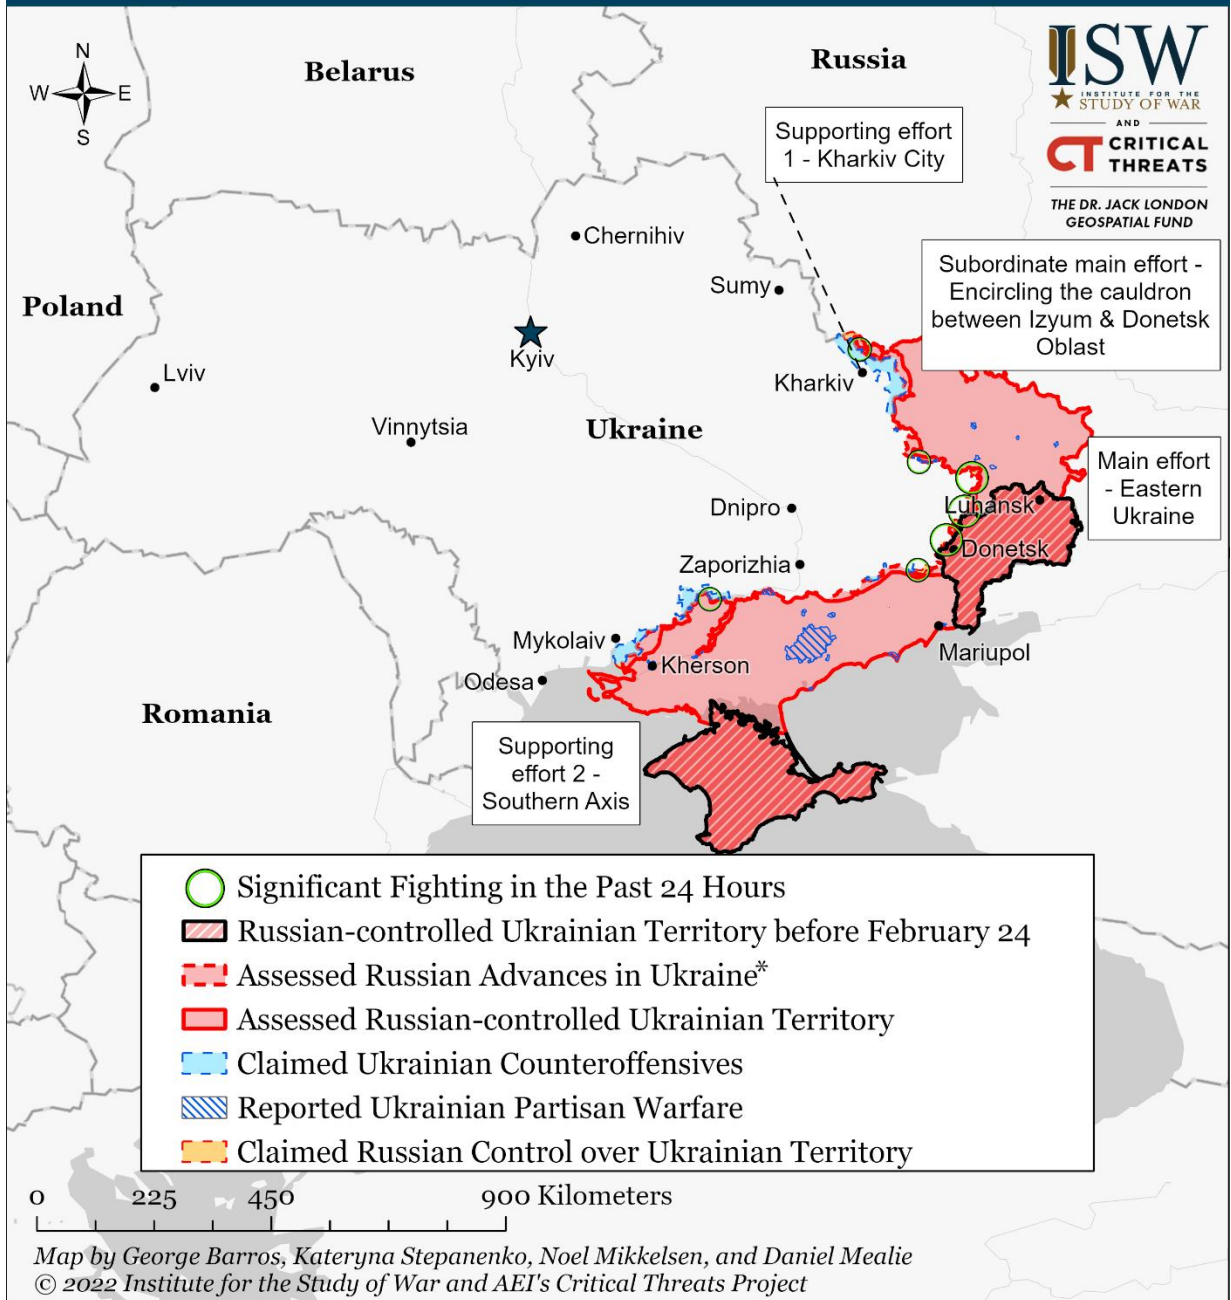 N
W E
S
Belarus
Russia
ISW
INSTITUTE FOR THE
STUDY OF WAR
AND
CT CRITICAL
THREATS
THE DR. JACK LONDON
GEOSPATIAL FUND
Supporting effort
1 - Kharkiv City
Chernihiv
Sumy
Subordinate main effort -
Encircling the cauldron
between Izyum & Donetsk
Oblast
Poland
Kyiv
Lviv
Kharkiv
Vinnytsia
Ukraine
Main effort
- Eastern
Ukraine
Dnipro
Luhansk
Donetsk
Zaporizhia
Mykolaiv
Kherson
Mariupol
Odesa
Romania
Supporting
effort 2 -
Southern Axis
Significant Fighting in the Past 24 Hours
Russian-controlled Ukrainian Territory before February 24
Assessed Russian Advances in Ukraine*
Assessed Russian-controlled Ukrainian Territory
Claimed Ukrainian Counteroffensives
Reported Ukrainian Partisan Warfare
Claimed Russian Control over Ukrainian Territory
0 225 450 900 Kilometers
Map by George Barros, Kateryna Stepanenko, Noel Mikkelsen, and Daniel Mealie
© 2022 Institute for the Study of War and AEI's Critical Threats Project